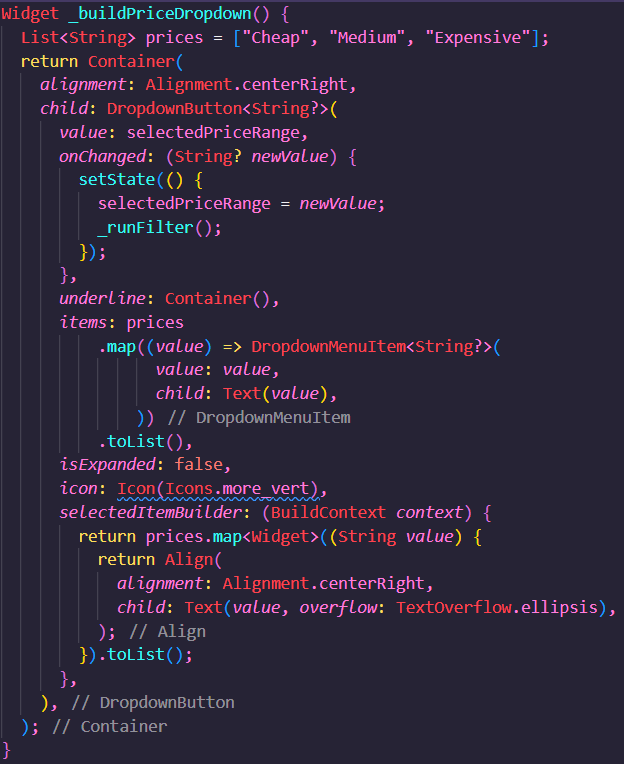 Widget _buildPriceDropdown() {
  List<String> prices = ["Cheap", "Medium", "Expensive"];
  return Container(
    alignment: Alignment.centerRight,
    child: DropdownButton<String?>(
      value: selectedPriceRange,
      onChanged: (String? newValue) {
        setState(() {
          selectedPriceRange = newValue;
          _runFilter();
        });
      },
      underline: Container(),
      items: prices
          .map((value) => DropdownMenuItem<String?>(
                value: value,
                child: Text(value),
              )) // DropdownMenuItem
          .toList(),
      isExpanded: false,
      icon: Icon(Icons.more_vert),
      selectedItemBuilder: (BuildContext context) {
        return prices.map<Widget>((String value) {
          return Align(
            alignment: Alignment.centerRight,
            child: Text(value, overflow: TextOverflow.ellipsis),
          ); // Align
        }).toList();
      },
    ), // DropdownButton
  ); // Container
}